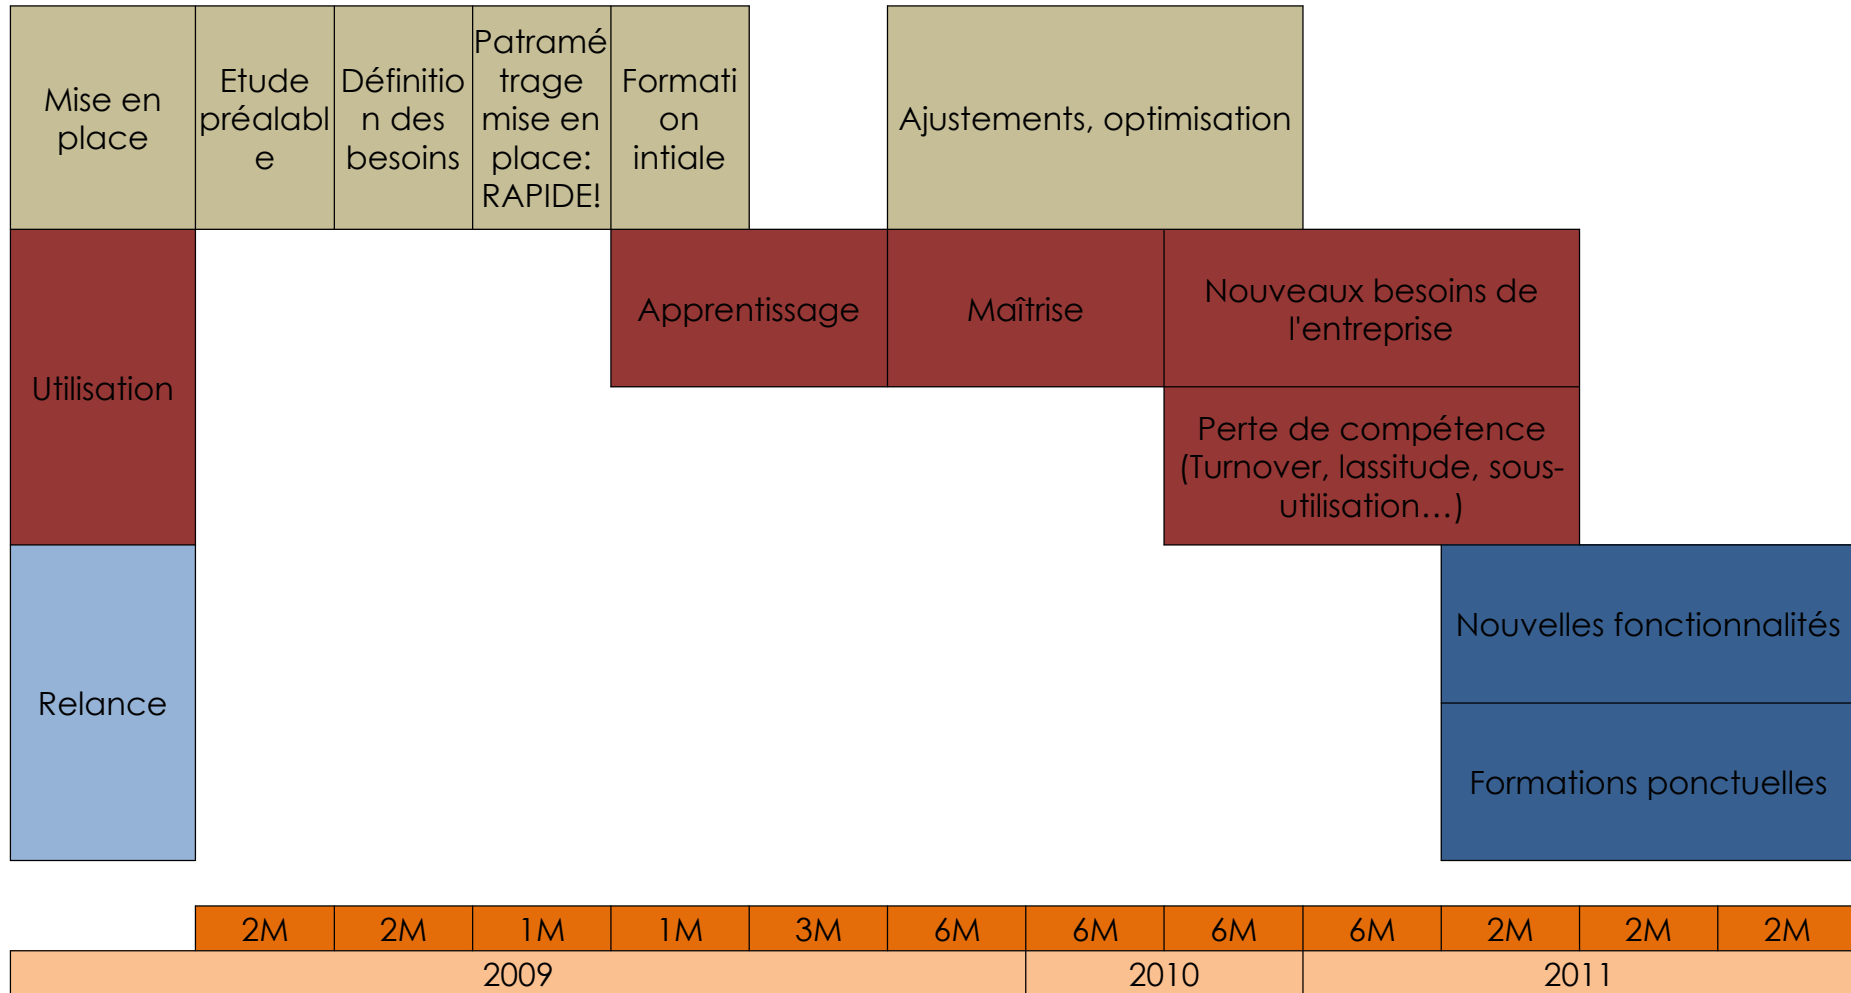 Mise en
place
Etude
préalabl
e
Définitio
n des
besoins
Patramé
trage
mise en
place:
RAPIDE!
Formati
on
intiale
Ajustements, optimisation
Utilisation
Apprentissage
Maîtrise
Nouveaux besoins de
l'entreprise
Perte de compétence
(Turnover, lassitude, sous-
utilisation…)
Relance
Nouvelles fonctionnalités
Formations ponctuelles
2M 2M 1M 1M 3M 6M 6M 6M 6M 2M 2M 2M
2009 2010 2011